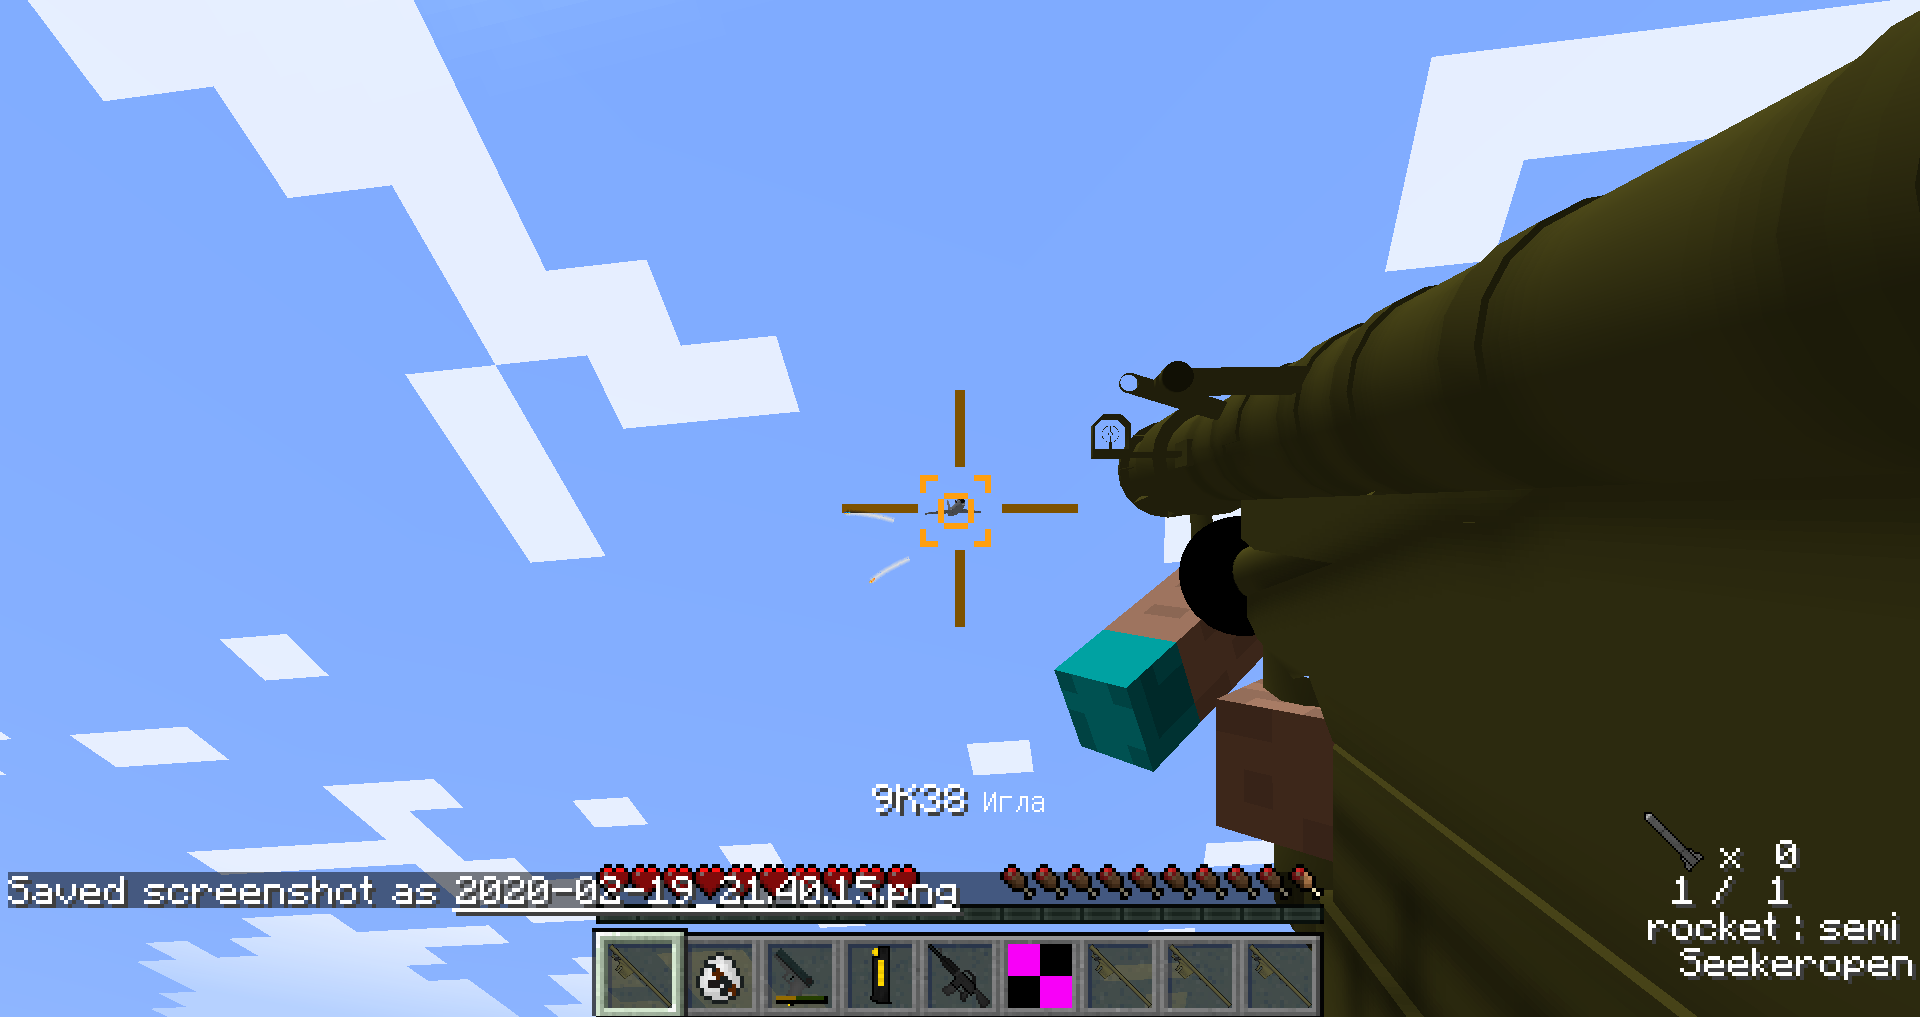 9K38 Игла
Saved screenshot as 2020-02-19_21.40.15.png
x 0
1 / 1
rocket : semi
Seekeropen